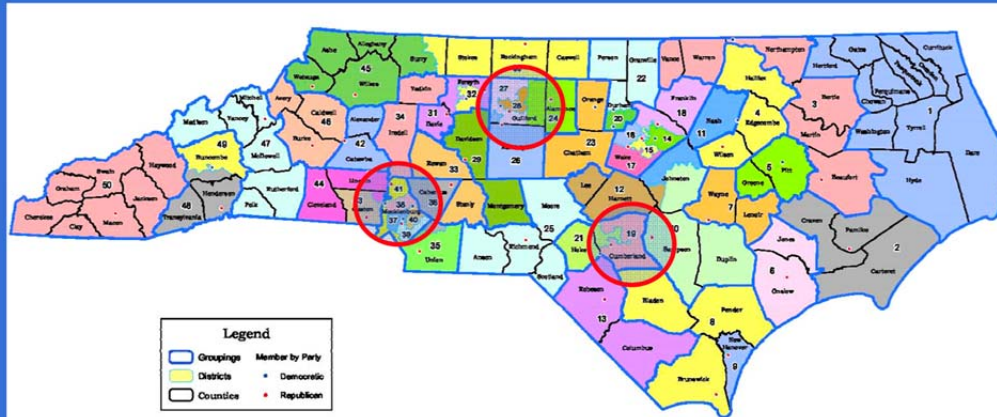 Ashe
Alleghany
Surry
Stokes
Rockingham
Caswell
Person
Granville
Vance
Warren
Northampton
Gates
Currituck
Hertford
Halifax
Watauga
45
Wilkes
Yadkin
Forsyth
32
27
28
Guilford
24
Orange
Durham
20
22
Franklin
18
Nash
11
4
Edgecombe
3
Bertie
Chowan
Perquimans
1
Mitchell
Avery
Caldwell
46
Alexander
34
Iredell
31
Davie
Davidson
29
26
Chatham
23
16
15
14
Wake
17
Wilson
Martin
Washington
Tyrrell
Dare
Madison
Yancey
47
McDowell
Burke
42
Catawba
Rowan
33
Johnston
Greene
5
Pitt
Beaufort
Hyde
Haywood
Buncombe
49
Swain
Graham
50
Jackson
Cherokee
Clay
Macon
Transylvania
48
Henderson
Polk
Rutherford
44
Cleveland
41
38
Mecklenburg
37
40
39
Cabarrus
36
Stanly
Montgomery
Moore
Lee
12
Harnett
Wayne
7
Lenoir
Craven
Pamlico
2
Carteret
35
Union
Anson
Richmond
25
Scotland
21
Hoke
19
Cumberland
Duplin
Jones
6
Onslow
Robeson
13
Bladen
Pender
8
Columbus
New
Hanover
9
Brunswick
Legend
Groupings
Member by Party
Districts
Democratic
Counties
Republican